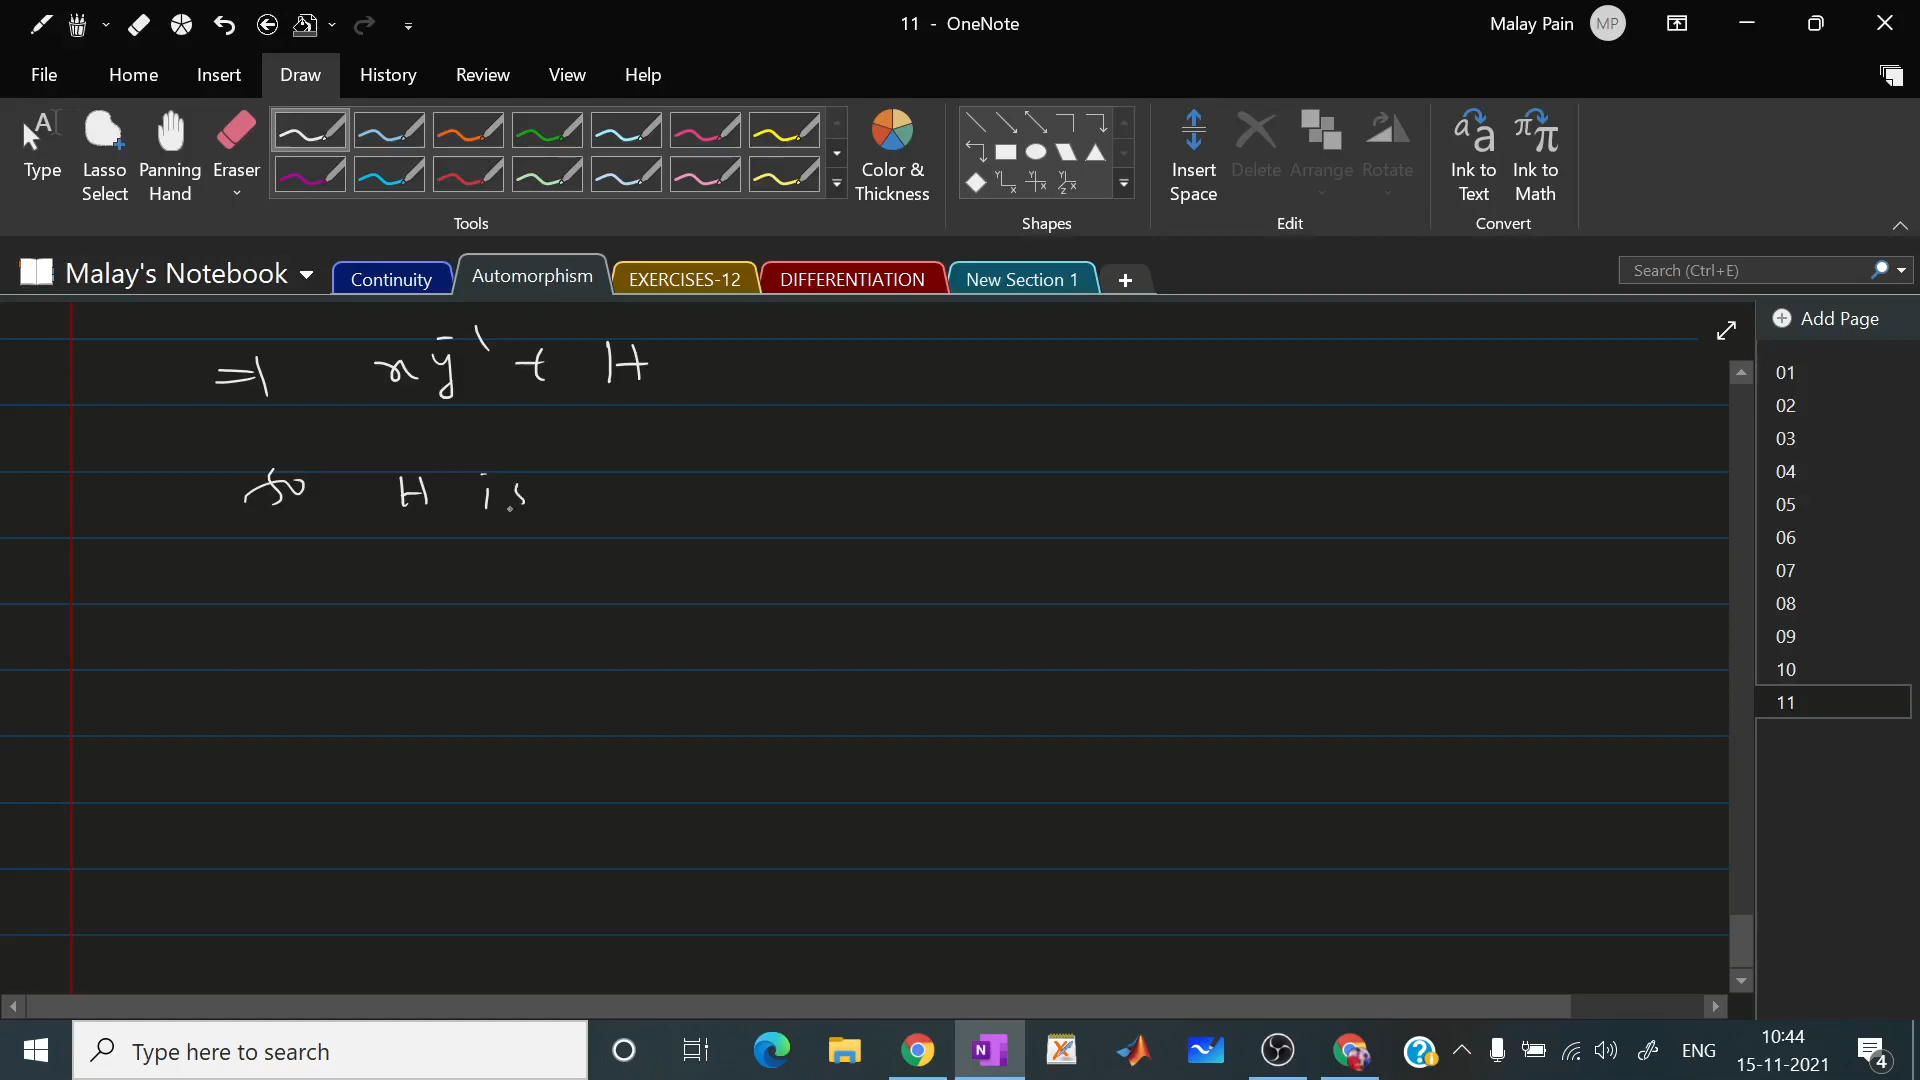 11 - OneNote
Malay Pain
MP
File Home Insert Draw History Review View Help
Type
Lasso Select
Panning Hand
Eraser
Color & Thickness
Insert Space
Delete
Arrange
Rotate
Ink to Text
Ink to Math
Tools
Shapes
Edit
Convert
Malay's Notebook
Continuity
Automorphism
EXERCISES-12
DIFFERENTIATION
New Section 1
Search (Ctrl+E)
Add Page
01
02
03
04
05
06
07
08
09
10
11
=> xy⁻¹ ∈ H
so H is
Type here to search
ENG
10:44
15-11-2021
4